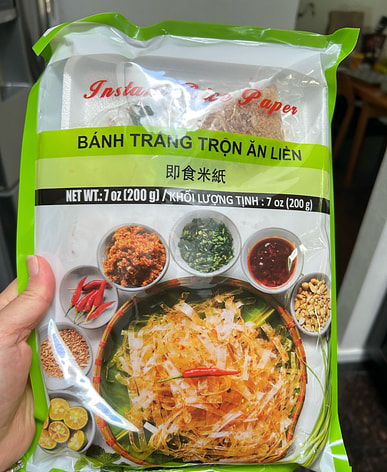 Instant Rice Paper
BÁNH TRÁNG TRỘN ĂN LIỀN
即食米紙
NET WT.: 7 oz (200 g) / KHỐI LƯỢNG TỊNH : 7 oz (200 g)